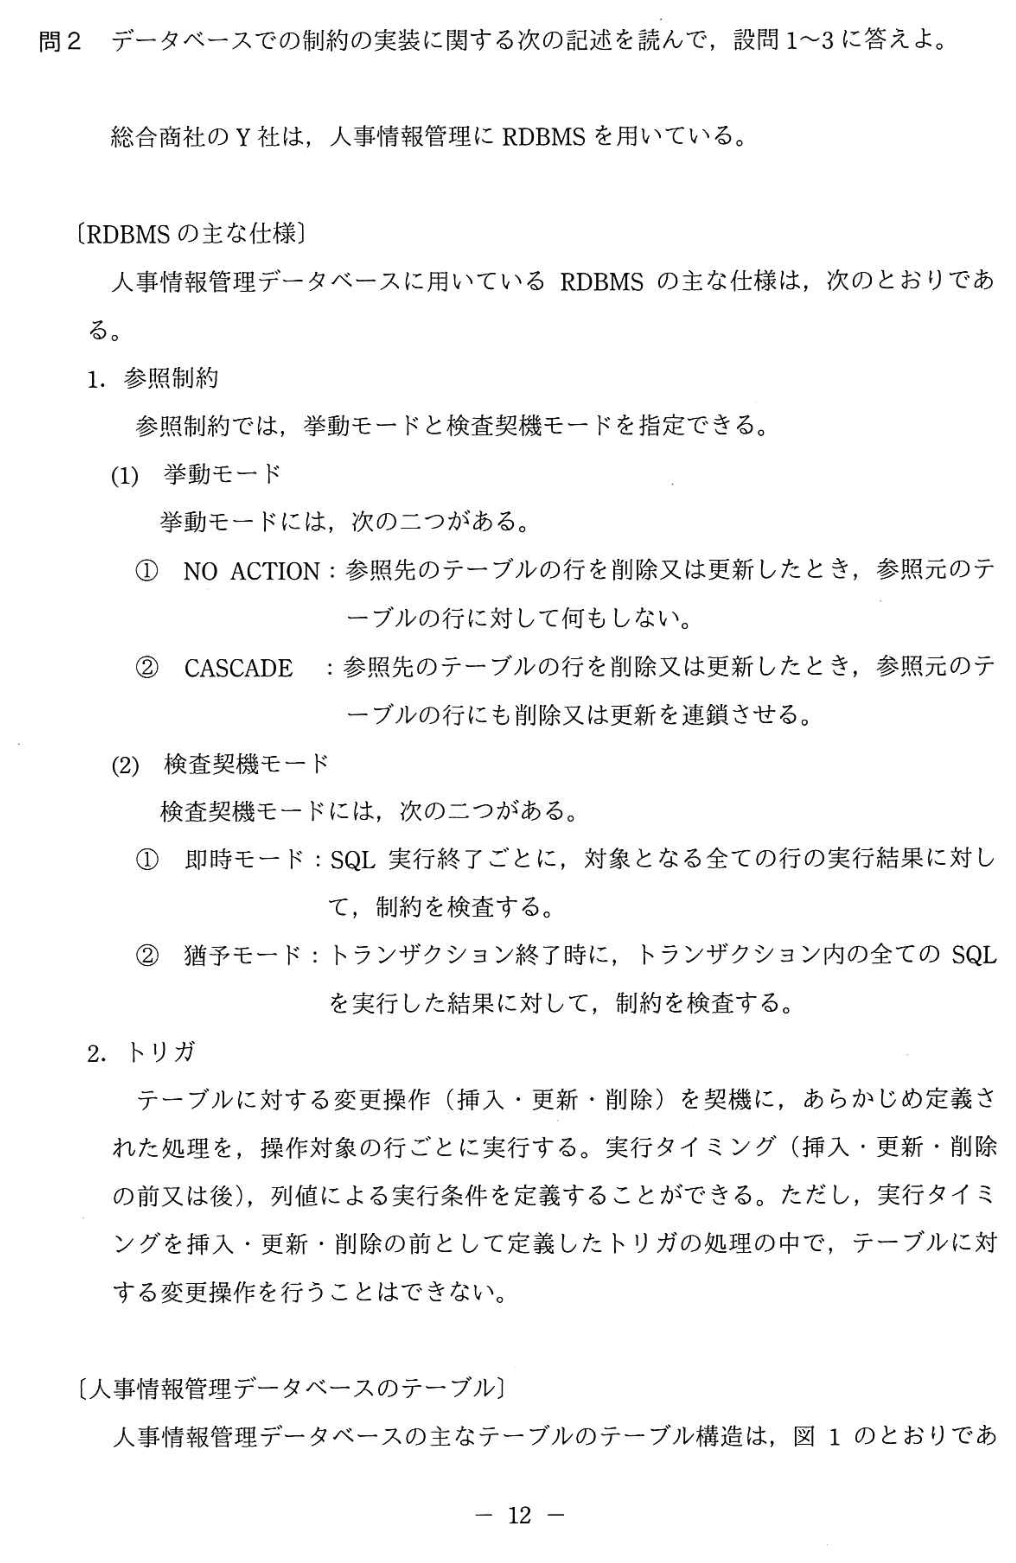 問2　データベースでの制約の実装に関する次の記述を読んで，設問1〜3に答えよ。
総合商社のY社は，人事情報管理にRDBMSを用いている。
〔RDBMSの主な仕様〕
人事情報管理データベースに用いている RDBMS の主な仕様は，次のとおりであ
る。
1．参照制約
参照制約では，挙動モードと検査契機モードを指定できる。
(1)　挙動モード
挙動モードには，次の二つがある。
①　NO ACTION：参照先のテーブルの行を削除又は更新したとき，参照元のテ
ーブルの行に対して何もしない。
②　CASCADE　：参照先のテーブルの行を削除又は更新したとき，参照元のテ
ーブルの行にも削除又は更新を連鎖させる。
(2)　検査契機モード
検査契機モードには，次の二つがある。
①　即時モード：SQL 実行終了ごとに，対象となる全ての行の実行結果に対し
て，制約を検査する。
②　猶予モード：トランザクション終了時に，トランザクション内の全ての SQL
を実行した結果に対して，制約を検査する。
2．トリガ
テーブルに対する変更操作（挿入・更新・削除）を契機に，あらかじめ定義さ
れた処理を，操作対象の行ごとに実行する。実行タイミング（挿入・更新・削除
の前又は後），列値による実行条件を定義することができる。ただし，実行タイミ
ングを挿入・更新・削除の前として定義したトリガの処理の中で，テーブルに対
する変更操作を行うことはできない。
〔人事情報管理データベースのテーブル〕
人事情報管理データベースの主なテーブルのテーブル構造は，図 1 のとおりであ
－ 12 －